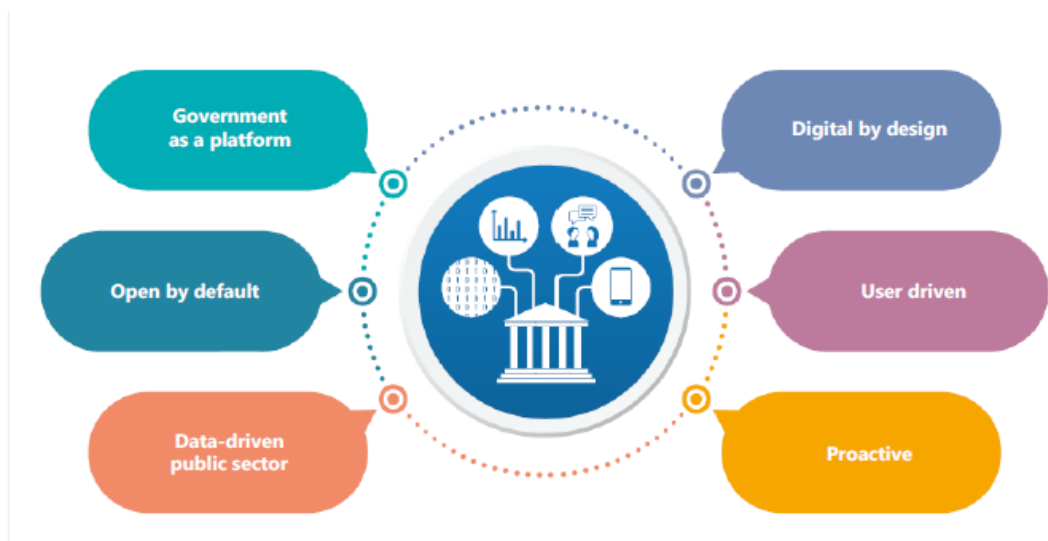 Government
as a platform
Digital by design
Open by default
User driven
Data-driven
public sector
Proactive